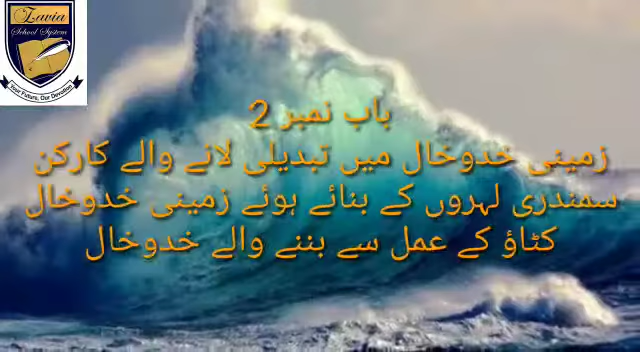 Zavia
School System
Your Future, Our Devotion
باب نمبر 2
زمینی خدوخال میں تبدیلی لانے والے کارکن
سمندری لہروں کے بنائے ہوئے زمینی خدوخال
کٹاؤ کے عمل سے بننے والے خدوخال